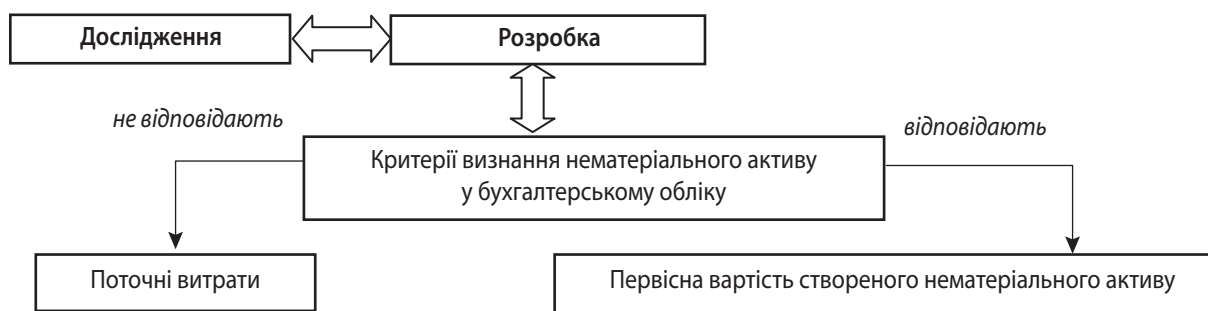 Дослідження
Розробка
не відповідають
відповідають
Критерії визнання нематеріального активу
у бухгалтерському обліку
Поточні витрати
Первісна вартість створеного нематеріального активу